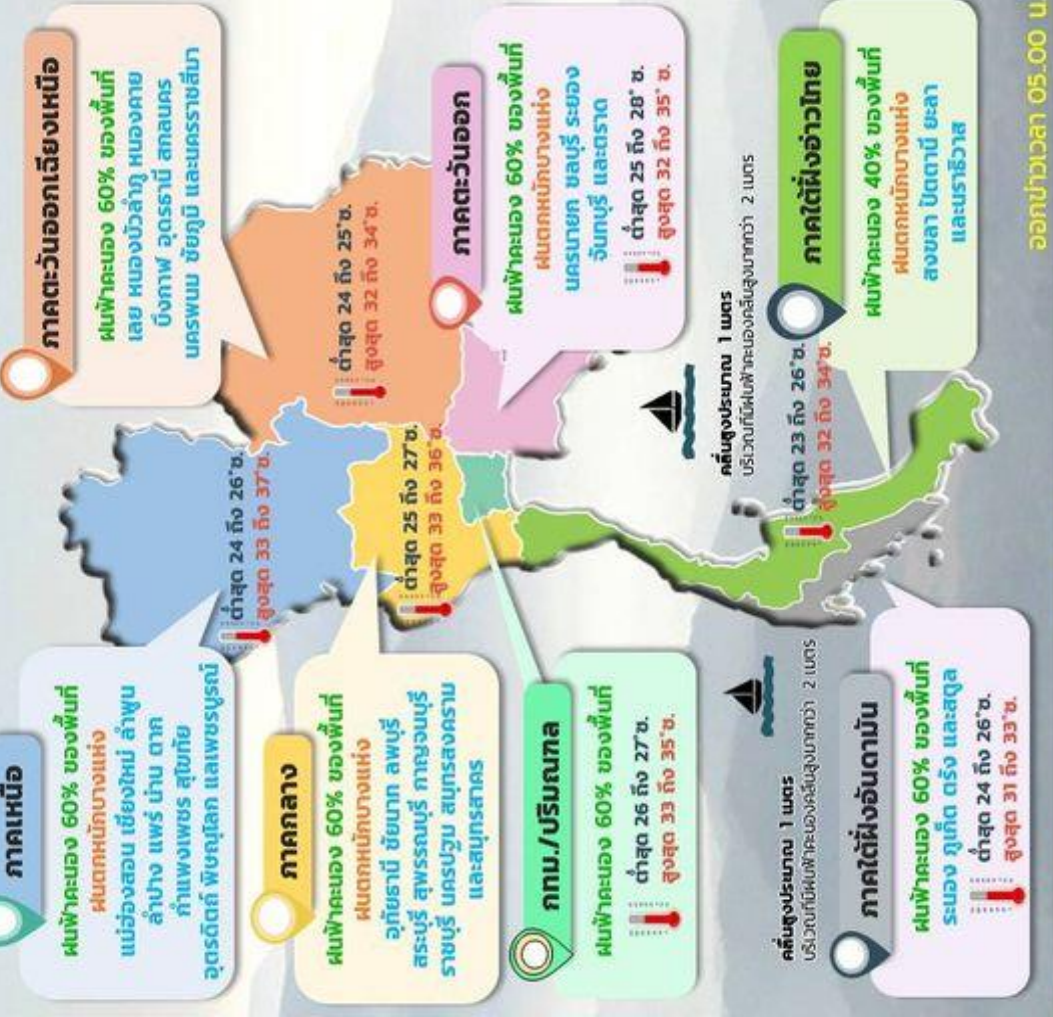 ภาคเหนือ
ฝนฟ้าคะนอง 60% ของพื้นที่
ฝนตกหนักบางแห่ง
แม่ฮ่องสอน เชียงใหม่ ลำพูน
ลำปาง แพร่ น่าน ตาก
กำแพงเพชร สุโขทัย
อุตรดิตถ์ พิษณุโลก และเพชรบูรณ์
ต่ำสุด 24 ถึง 26°ซ.
สูงสุด 33 ถึง 37°ซ.
ภาคตะวันออกเฉียงเหนือ
ฝนฟ้าคะนอง 60% ของพื้นที่
เลย หนองบัวลำภู หนองคาย
บึงกาฬ อุดรธานี สกลนคร
นครพนม ชัยภูมิ และนครราชสีมา
ต่ำสุด 24 ถึง 25°ซ.
สูงสุด 32 ถึง 34°ซ.
ภาคกลาง
ฝนฟ้าคะนอง 60% ของพื้นที่
ฝนตกหนักบางแห่ง
อุทัยธานี ชัยนาท ลพบุรี
สระบุรี สุพรรณบุรี กาญจนบุรี
ราชบุรี นครปฐม สมุทรสงคราม
และสมุทรสาคร
ต่ำสุด 25 ถึง 27°ซ.
สูงสุด 33 ถึง 36°ซ.
ภาคตะวันออก
ฝนฟ้าคะนอง 60% ของพื้นที่
ฝนตกหนักบางแห่ง
นครนายก ชลบุรี ระยอง
จันทบุรี และตราด
ต่ำสุด 25 ถึง 28°ซ.
สูงสุด 32 ถึง 35°ซ.
กทม./ปริมณฑล
ฝนฟ้าคะนอง 60% ของพื้นที่
ต่ำสุด 26 ถึง 27°ซ.
สูงสุด 33 ถึง 35°ซ.
คลื่นสูงประมาณ 1 เมตร
บริเวณที่มีฝนฟ้าคะนองคลื่นสูงมากกว่า 2 เมตร
คลื่นสูงประมาณ 1 เมตร
บริเวณที่มีฝนฟ้าคะนองคลื่นสูงมากกว่า 2 เมตร
ภาคใต้ฝั่งอันดามัน
ฝนฟ้าคะนอง 60% ของพื้นที่
ระนอง ภูเก็ต ตรัง และสตูล
ต่ำสุด 24 ถึง 26°ซ.
สูงสุด 31 ถึง 33°ซ.
ภาคใต้ฝั่งอ่าวไทย
ฝนฟ้าคะนอง 40% ของพื้นที่
ฝนตกหนักบางแห่ง
สงขลา ปัตตานี ยะลา
และนราธิวาส
ต่ำสุด 23 ถึง 26°ซ.
สูงสุด 32 ถึง 34°ซ.
ออกข่าวเวลา 05.00 น.